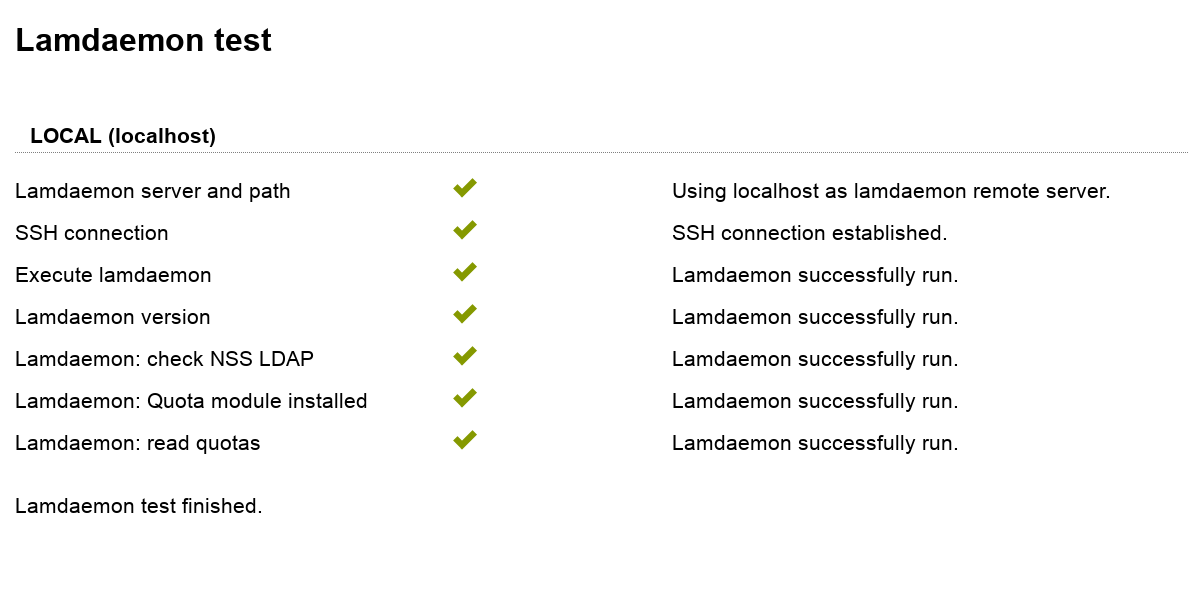 Lamdaemon test
LOCAL (localhost)
Lamdaemon server and path Using localhost as lamdaemon remote server.
SSH connection SSH connection established.
Execute lamdaemon Lamdaemon successfully run.
Lamdaemon version Lamdaemon successfully run.
Lamdaemon: check NSS LDAP Lamdaemon successfully run.
Lamdaemon: Quota module installed Lamdaemon successfully run.
Lamdaemon: read quotas Lamdaemon successfully run.
Lamdaemon test finished.